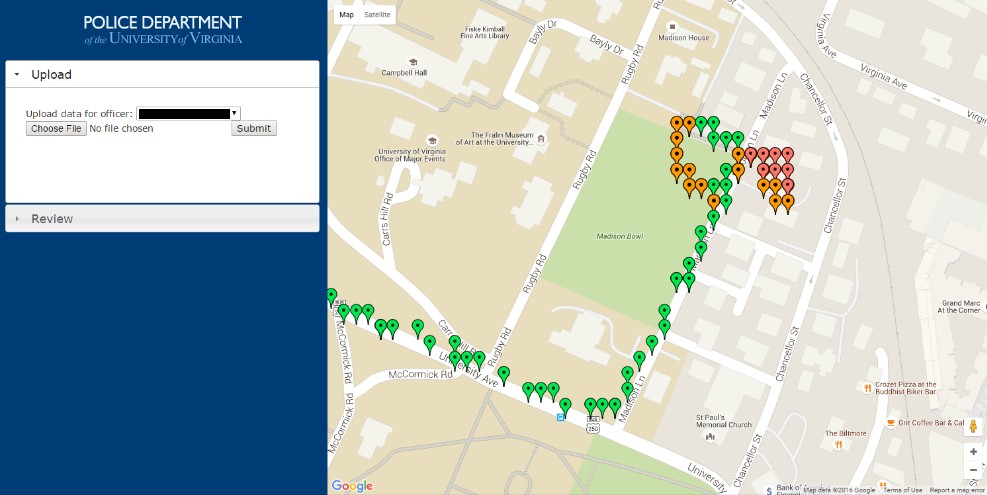 POLICE DEPARTMENT
of the UNIVERSITY of VIRGINIA
Upload
Upload data for officer:
Choose File No file chosen Submit
Review
Map Satellite
Fiske Kimball
Fine Arts Library
Bayly Dr
Bayly Dr
Rugby Rd
Madison House
Campbell Hall
Virginia Ave
Virginia Ave
Madison Ln
Chancellor St
The Fralin Museum
of Art at the University...
University of Virginia
Office of Major Events
Rugby Rd
Carrs Hill Rd
Chancellor St
Madison Bowl
Rugby Rd
Grand Marc
At the Corner
McCormick Rd
Rugby Rd
University Ave
McCormick Rd
McCormick Rd
Chancellor St
Madison Ln
Crozet Pizza at the
Buddhist Biker Bar
St Paul's
Memorial Church
Grit Coffee Bar & Caf
The Biltmore
250
Chancellor St
University
Bank of America
Google
Map data ©2016 Google Terms of Use Report a map error